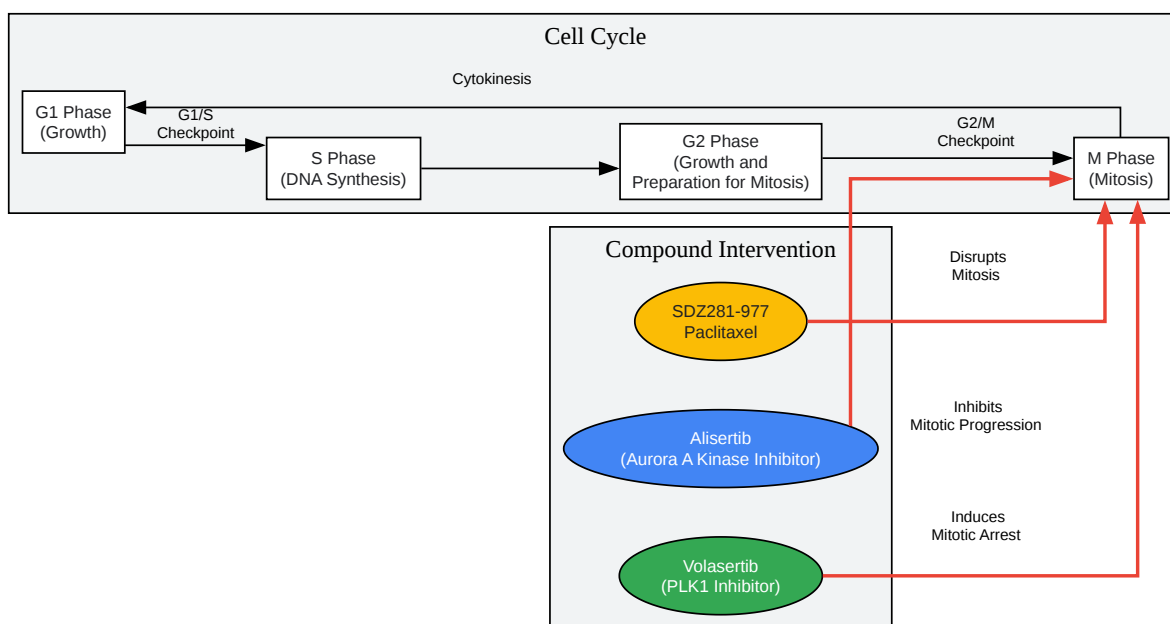 Cell Cycle
Cytokinesis
G1 Phase
(Growth)
G1/S
Checkpoint
S Phase
(DNA Synthesis)
G2 Phase
(Growth and
Preparation for Mitosis)
G2/M
Checkpoint
M Phase
(Mitosis)
Compound Intervention
Disrupts
Mitosis
SDZ281-977
Paclitaxel
Inhibits
Mitotic Progression
Alisertib
(Aurora A Kinase Inhibitor)
Induces
Mitotic Arrest
Volasertib
(PLK1 Inhibitor)